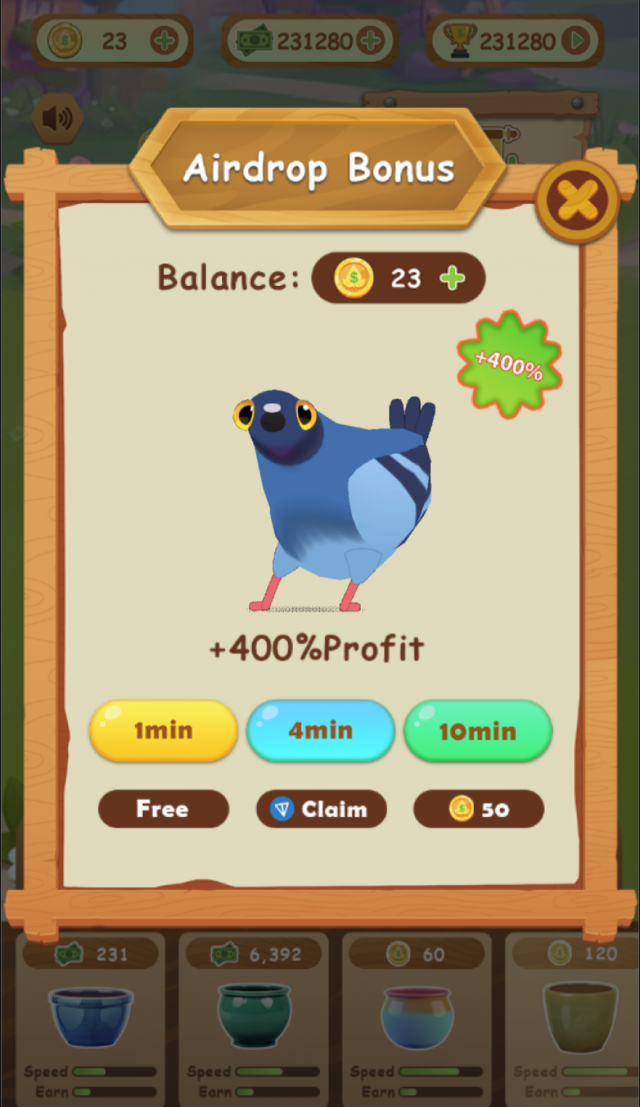 23 231280 231280
Airdrop Bonus
Balance: 23
+400%
+400%Profit
1min 4min 10min
Free Claim 50
231 6,392 60 120
Speed Speed Speed Speed
Earn Earn Earn Earn